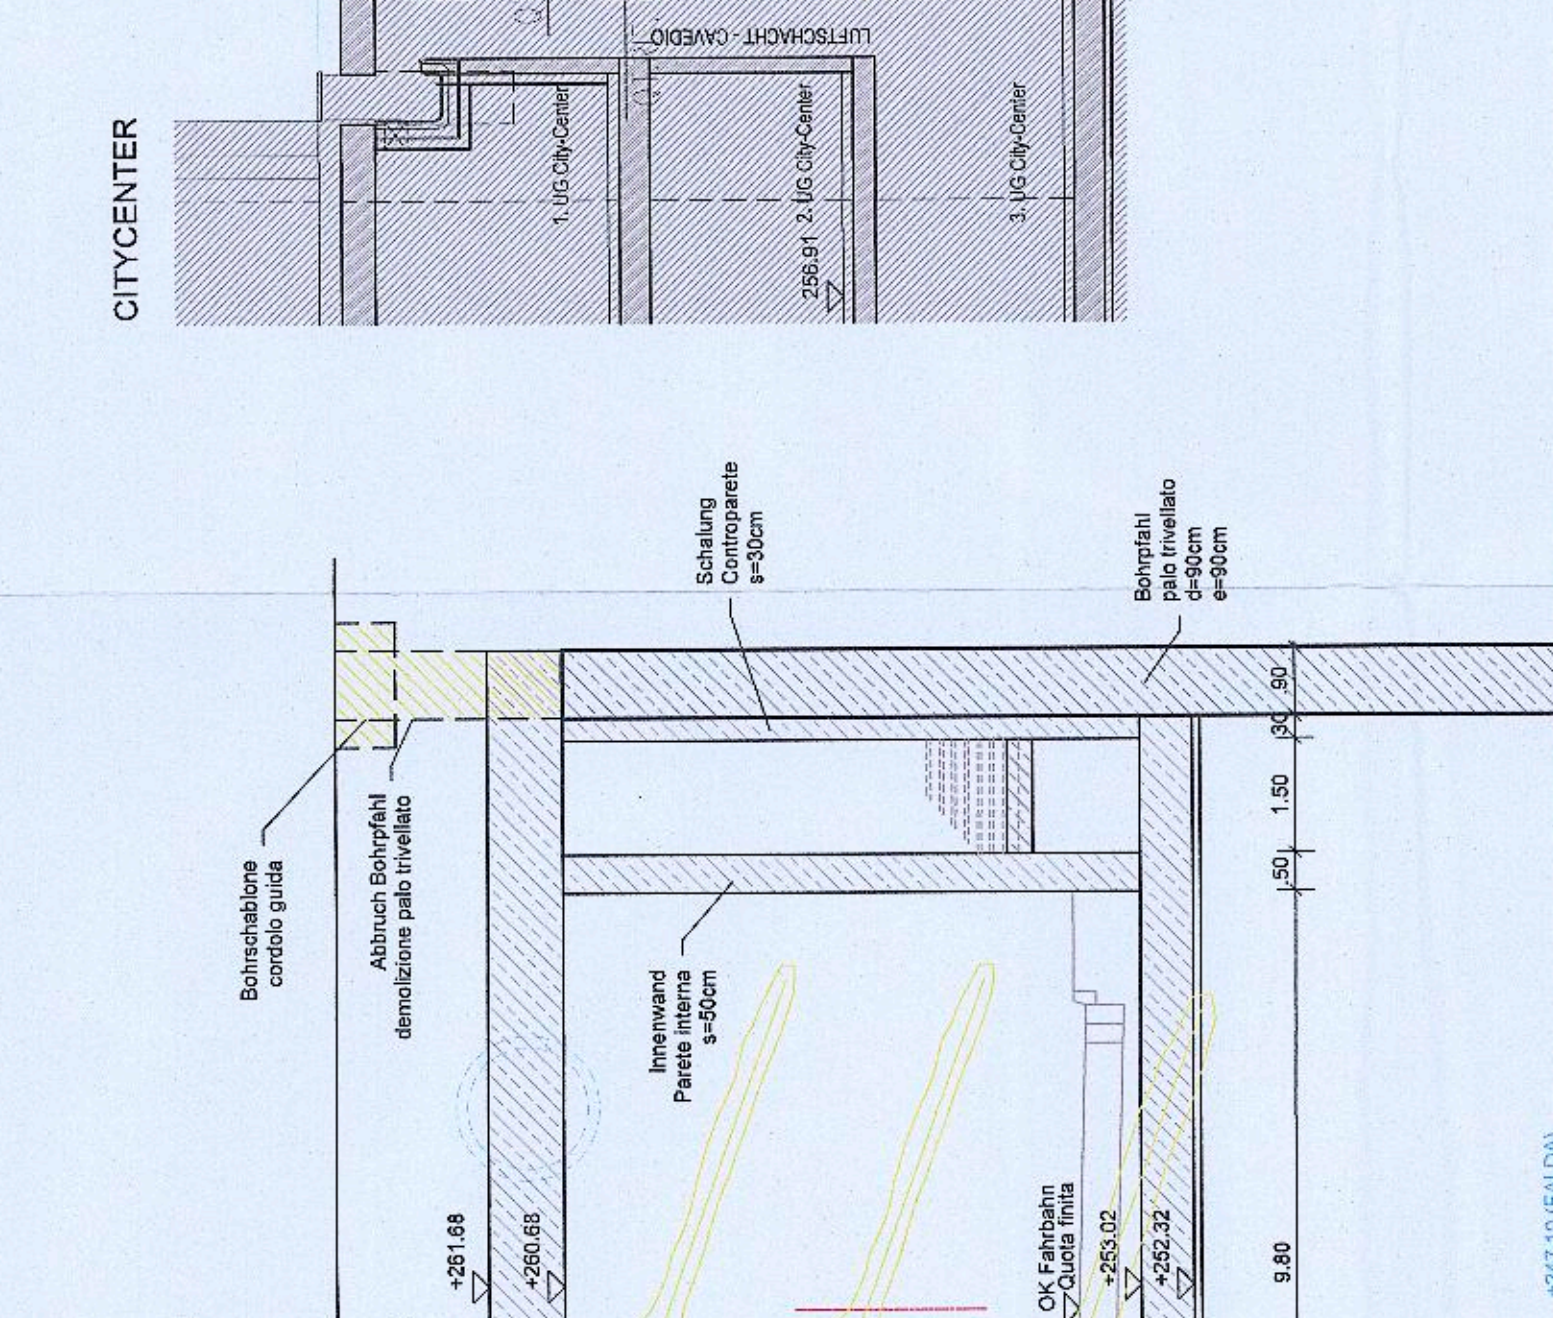 CITYCENTER
LUFTSCHACHT - CAVEDIO
1. UG City-Center
2. UG City-Center
256.91
3. UG City-Center
Schalung
Controparete
s=30cm
Bohrpfahl
palo trivellato
d=90cm
e=90cm
Bohrschablone
cordolo guida
Abbruch Bohrpfahl
demolizione palo trivellato
Innenwand
Parete interna
s=50cm
.90
.30
1.50
.50
9.80
+261.68
+260.68
OK Fahrbahn
Quota finita
+253.02
+252.32